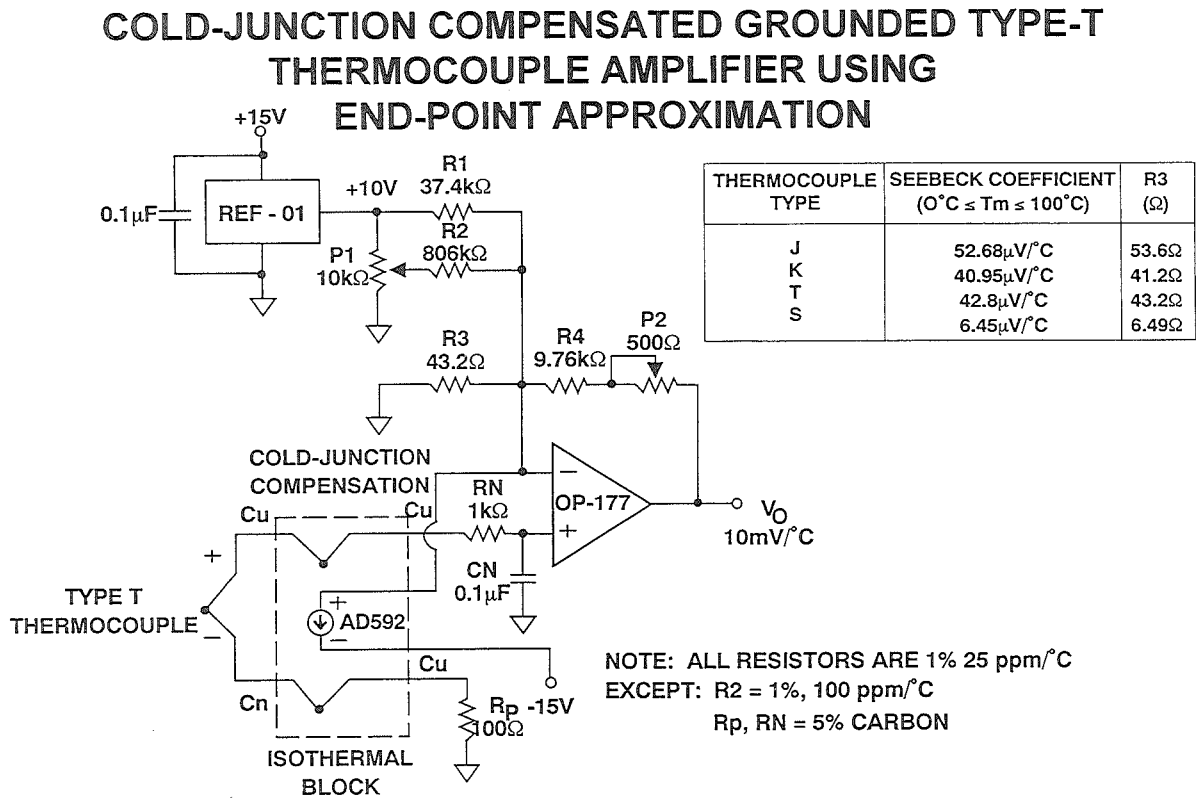 COLD-JUNCTION COMPENSATED GROUNDED TYPE-T
THERMOCOUPLE AMPLIFIER USING
END-POINT APPROXIMATION
+15V
0.1µF
REF - 01
+10V
R1
37.4kΩ
R2
806kΩ
P1
10kΩ
R3
43.2Ω
R4
9.76kΩ
P2
500Ω
THERMOCOUPLE TYPE
SEEBECK COEFFICIENT (O˚C ≤ Tm ≤ 100˚C)
R3 (Ω)
J 52.68µV/˚C 53.6Ω
K 40.95µV/˚C 41.2Ω
T 42.8µV/˚C 43.2Ω
S 6.45µV/˚C 6.49Ω
COLD-JUNCTION
COMPENSATION
Cu
Cu
RN
1kΩ
−
OP-177
+
VO
10mV/˚C
CN
0.1µF
+
TYPE T
THERMOCOUPLE
−
+
AD592
−
Cu
Cn
RP
100Ω
-15V
ISOTHERMAL
BLOCK
NOTE: ALL RESISTORS ARE 1% 25 ppm/˚C
EXCEPT: R2 = 1%, 100 ppm/˚C
Rp, RN = 5% CARBON